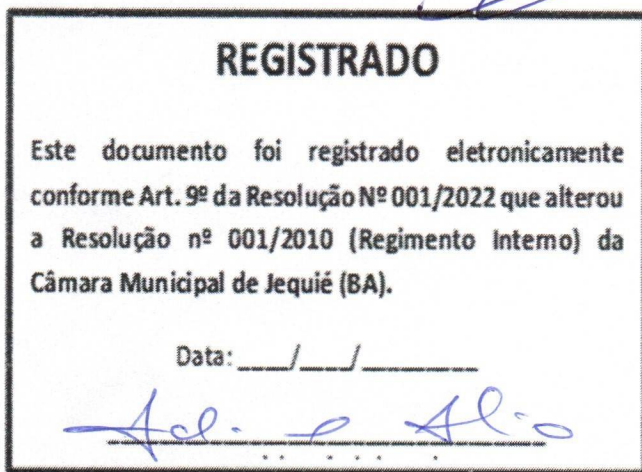 REGISTRADO
Este documento foi registrado eletronicamente
conforme Art. 9º da Resolução Nº 001/2022 que alterou
a Resolução nº 001/2010 (Regimento Interno) da
Câmara Municipal de Jequié (BA).
Data: ___/___/________